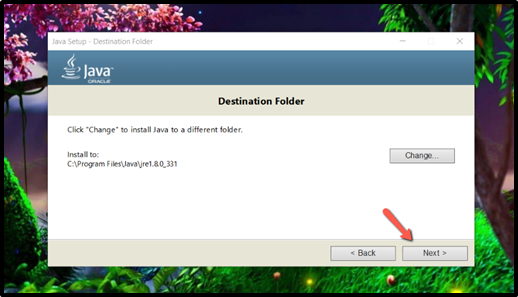 Java Setup - Destination Folder
Java
ORACLE
Destination Folder
Click "Change" to install Java to a different folder.
Install to:
C:\Program Files\Java\jre1.8.0_331
Change...
< Back
Next >